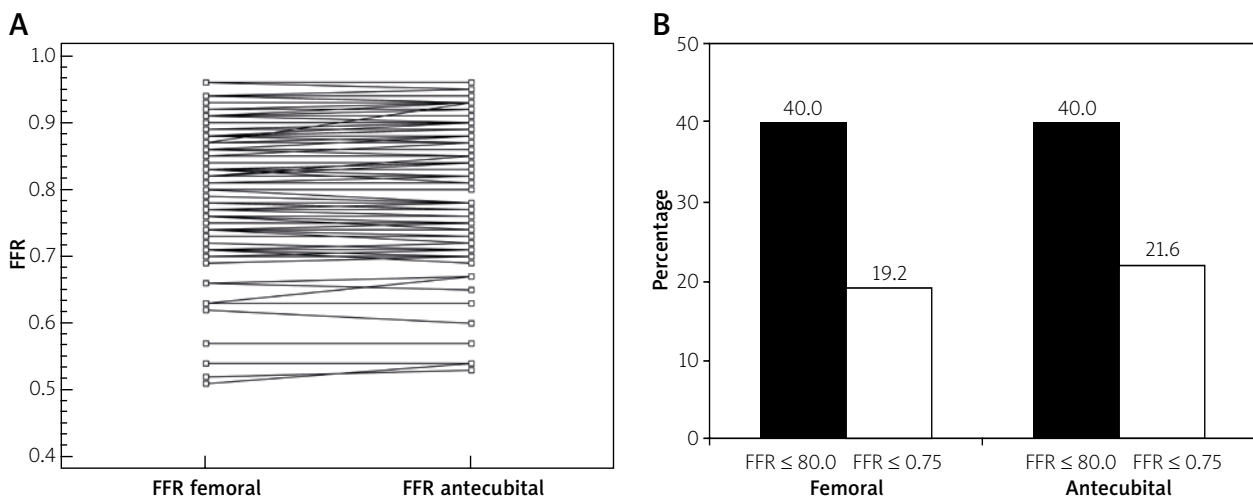 A
1.0
0.9
0.8
0.7
0.6
0.5
0.4
FFR
FFR femoral FFR antecubital
B
50
40
30
20
10
0
Percentage
40.0
19.2
40.0
21.6
FFR ≤ 80.0 FFR ≤ 0.75 FFR ≤ 80.0 FFR ≤ 0.75
Femoral Antecubital